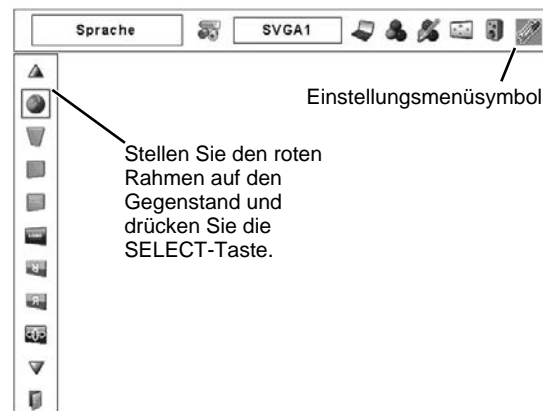 Sprache
SVGA1
Einstellungsmenüsymbol
Stellen Sie den roten
Rahmen auf den
Gegenstand und
drücken Sie die
SELECT-Taste.